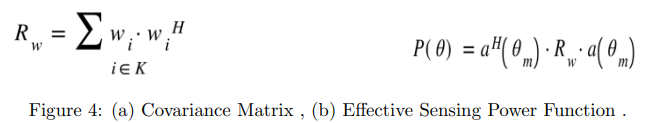 R_w = ∑_{i∈K} w_i · w_i^H
P(θ) = a^H(θ_m) · R_w · a(θ_m)
Figure 4: (a) Covariance Matrix , (b) Effective Sensing Power Function .